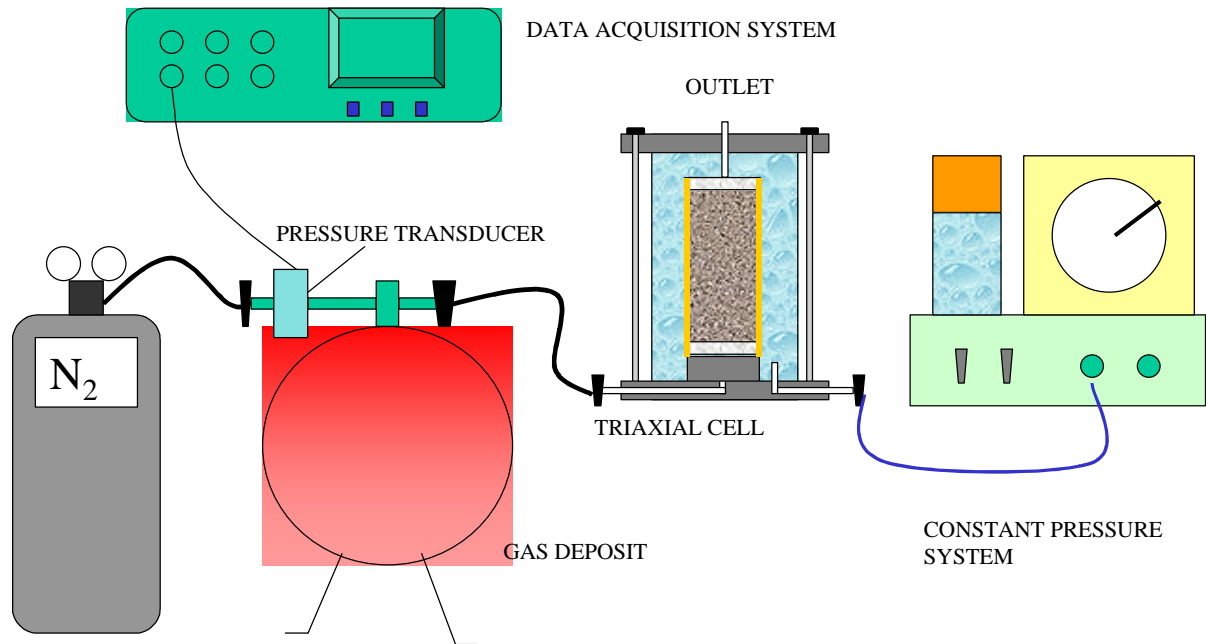 DATA ACQUISITION SYSTEM
OUTLET
PRESSURE TRANSDUCER
N₂
TRIAXIAL CELL
GAS DEPOSIT
CONSTANT PRESSURE
SYSTEM